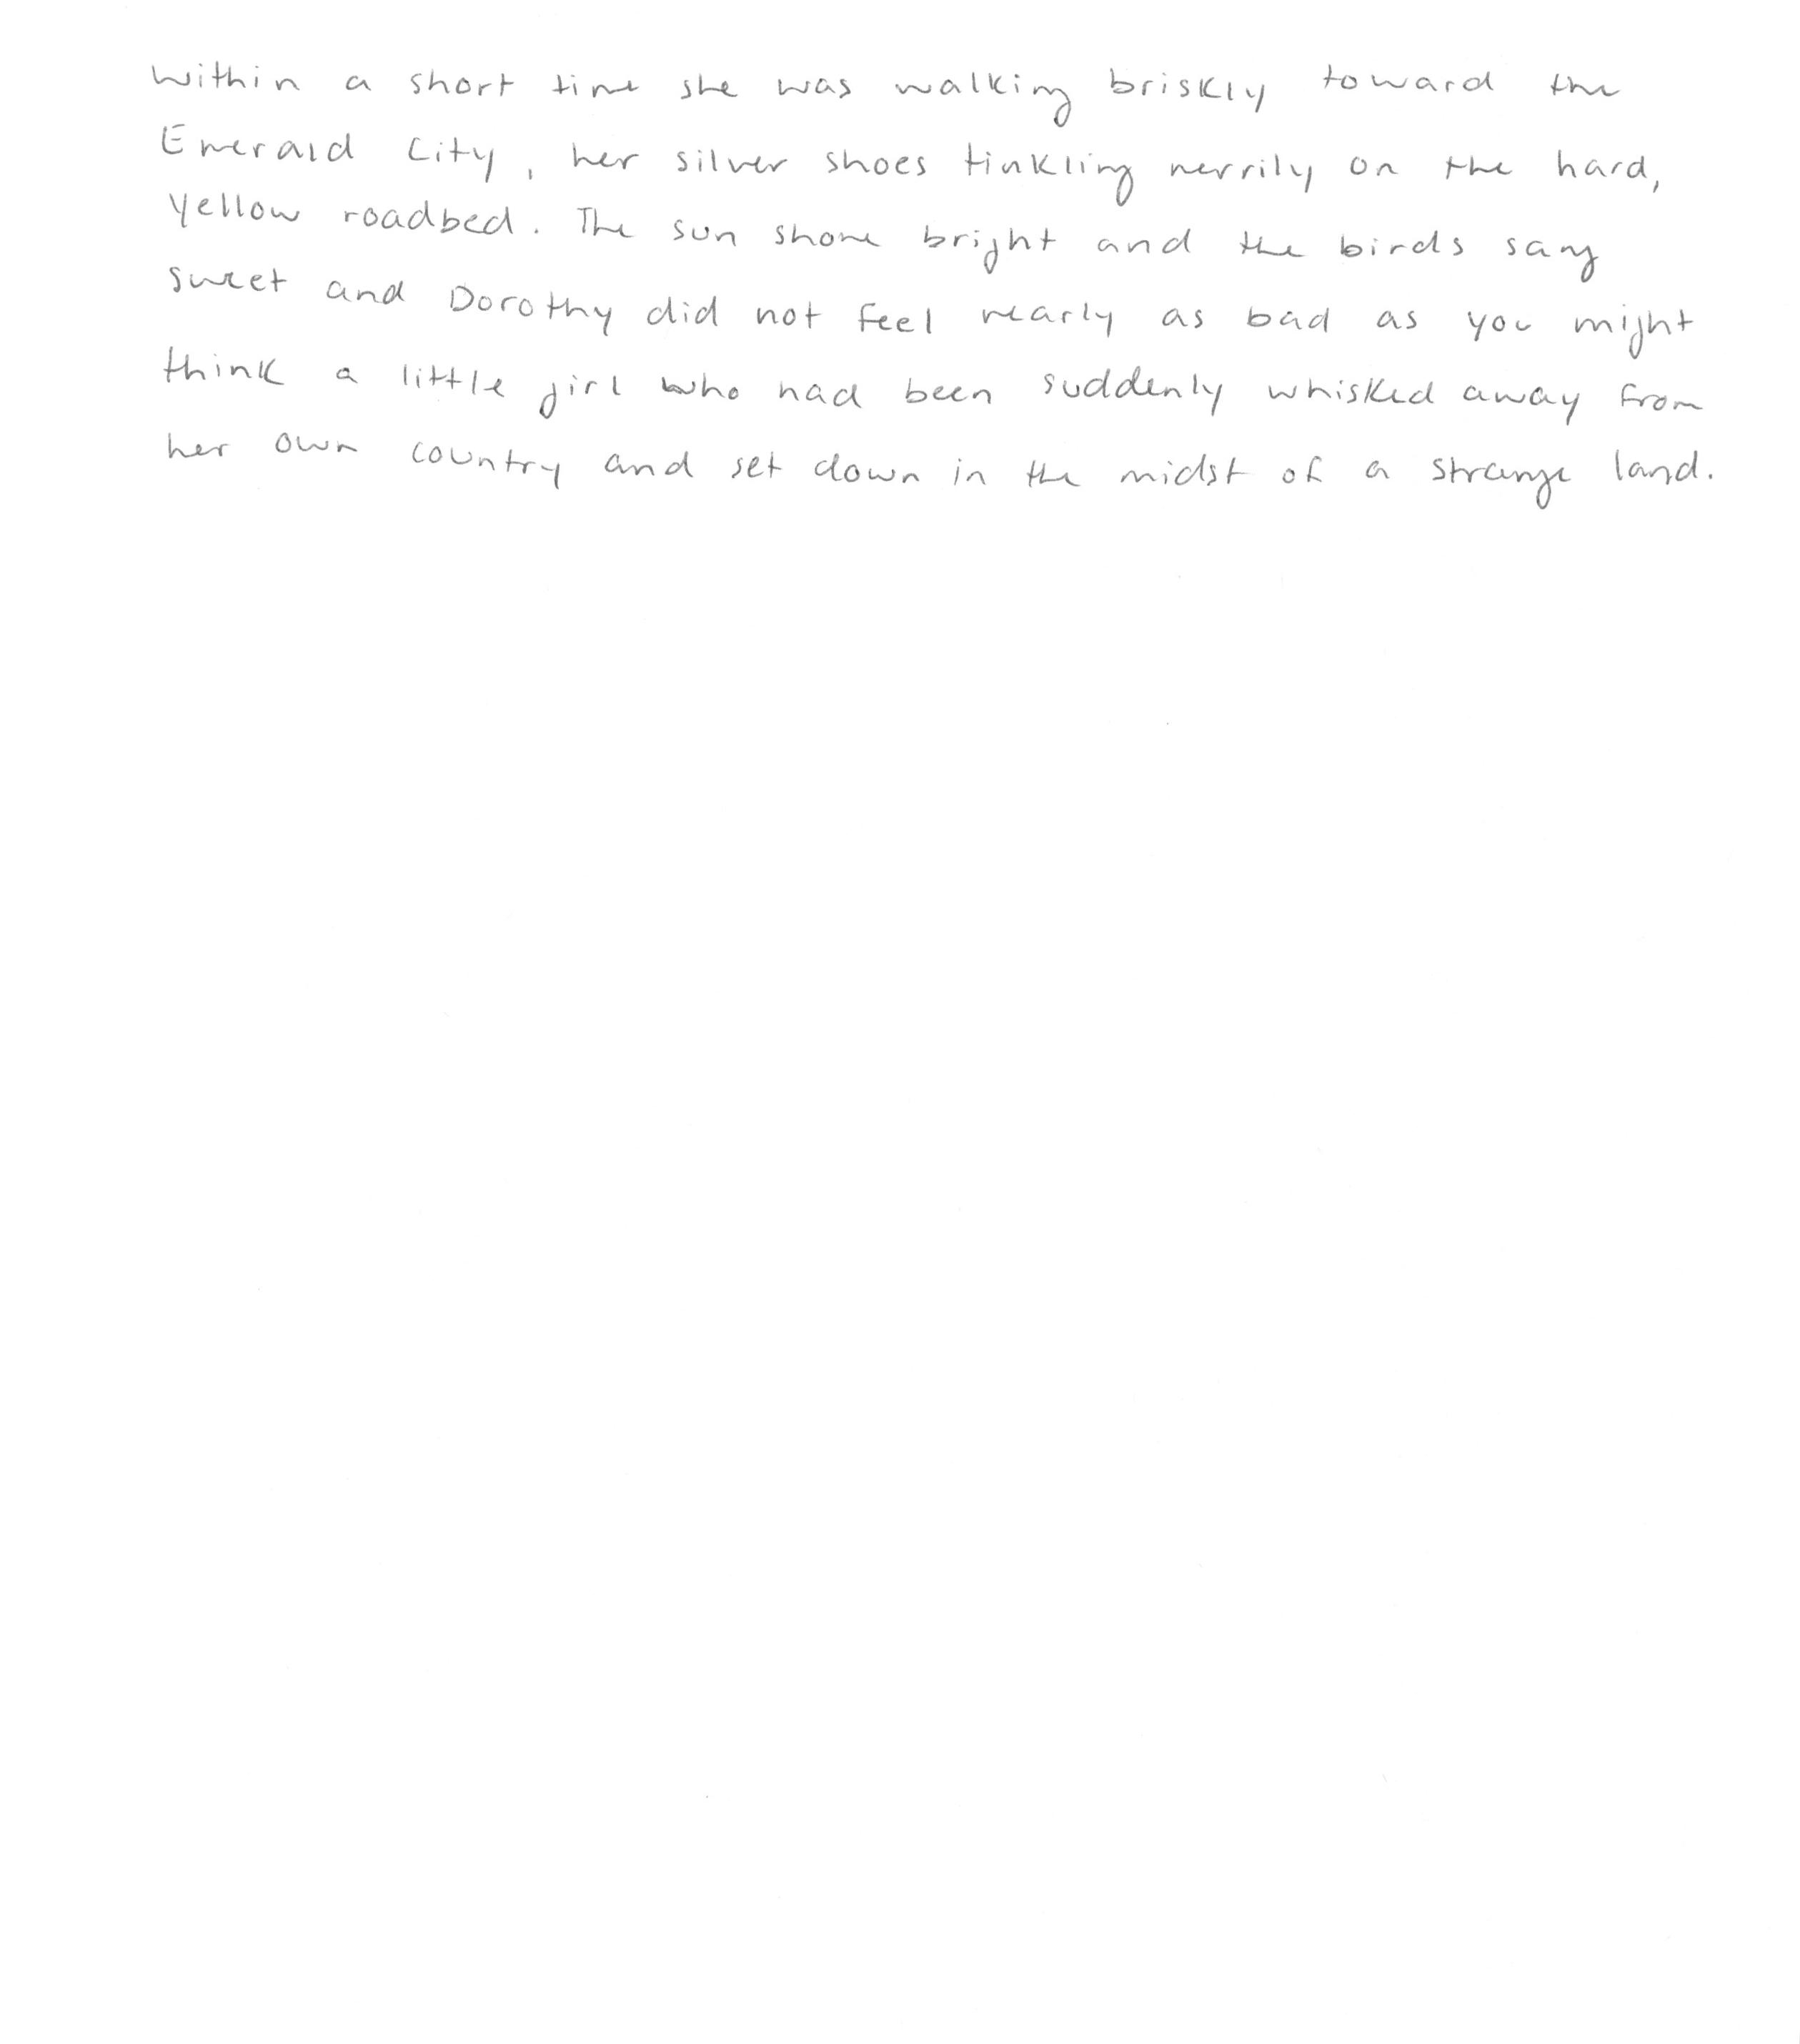 Within a short time she was walking briskly toward the
Emerald City, her silver shoes tinkling merrily on the hard,
yellow roadbed. The sun shone bright and the birds sang
sweet and Dorothy did not feel nearly as bad as you might
think a little girl who had been suddenly whisked away from
her own country and set down in the midst of a strange land.